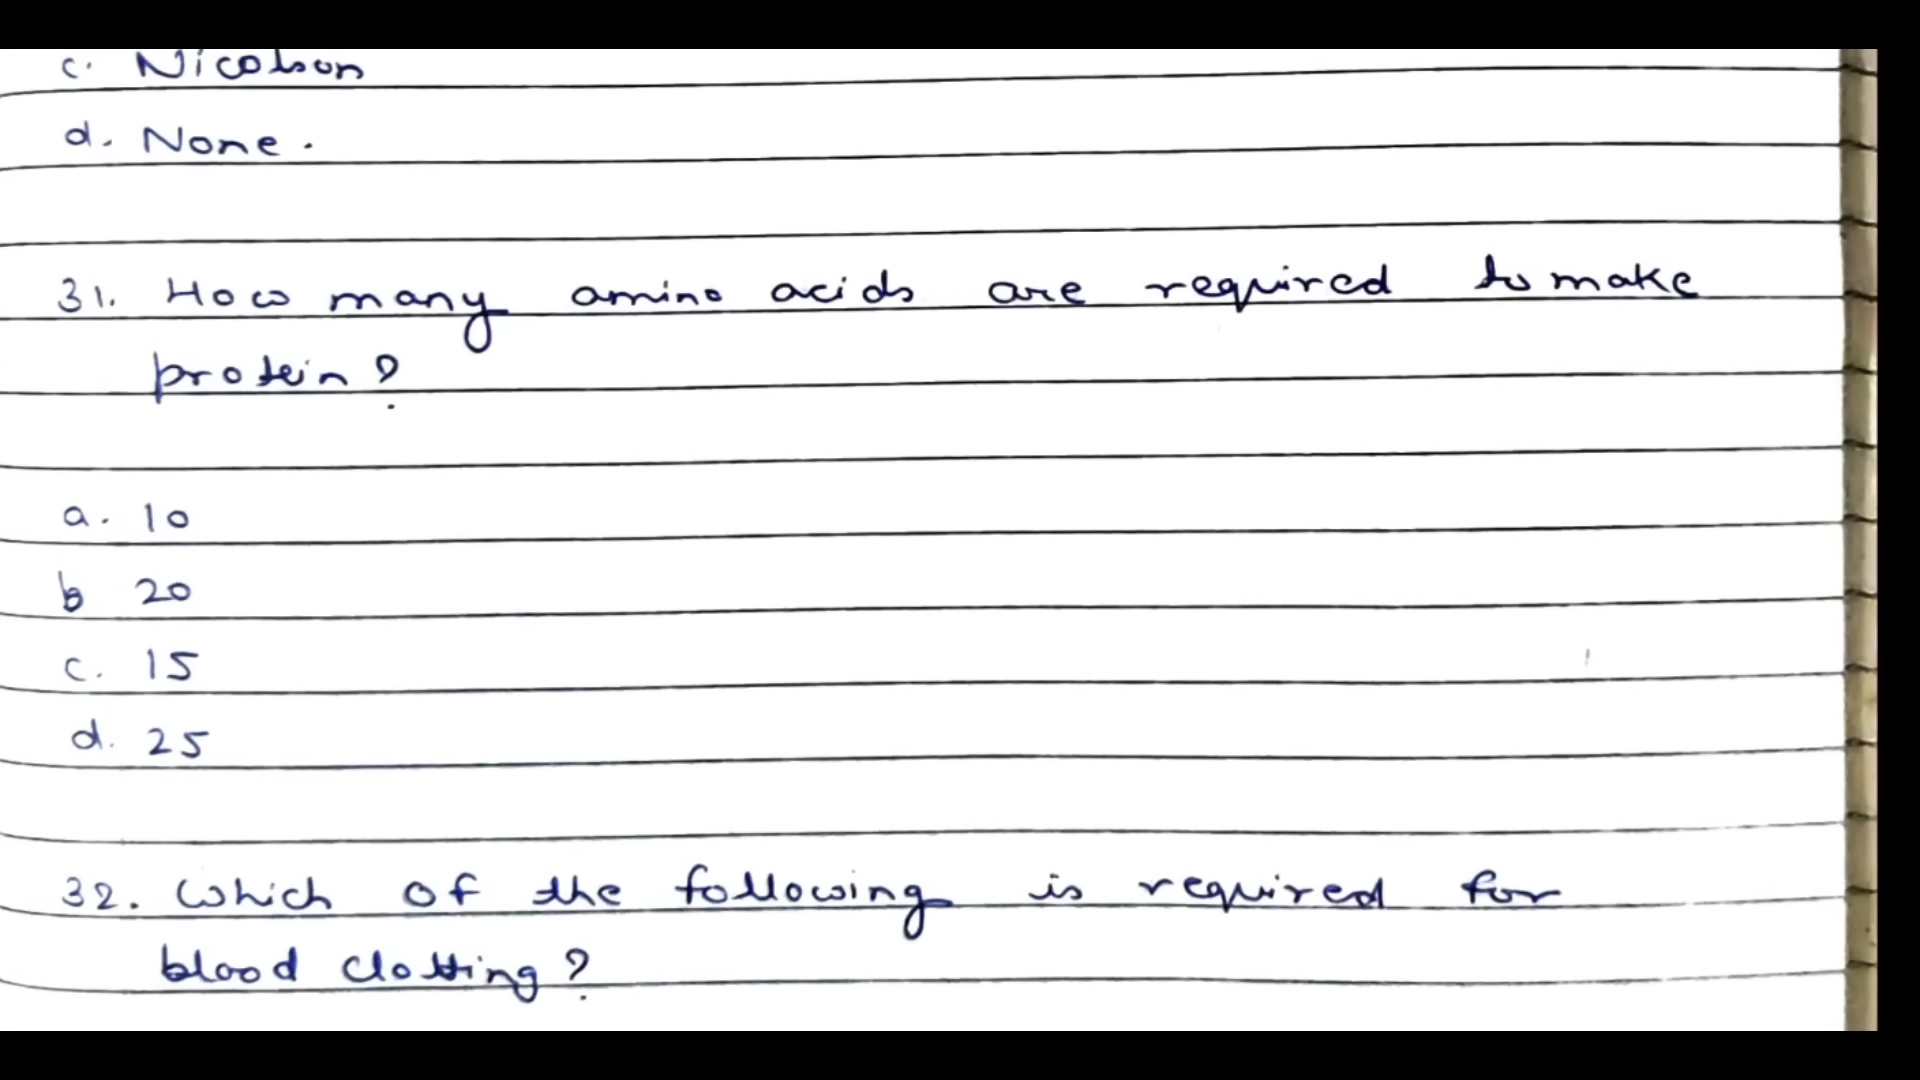 c. Nicolson
d. None.
31. How many amino acids are required to make
protein?
a. 10
b 20
c. 15
d. 25
32. Which of the following is required for
blood clotting?